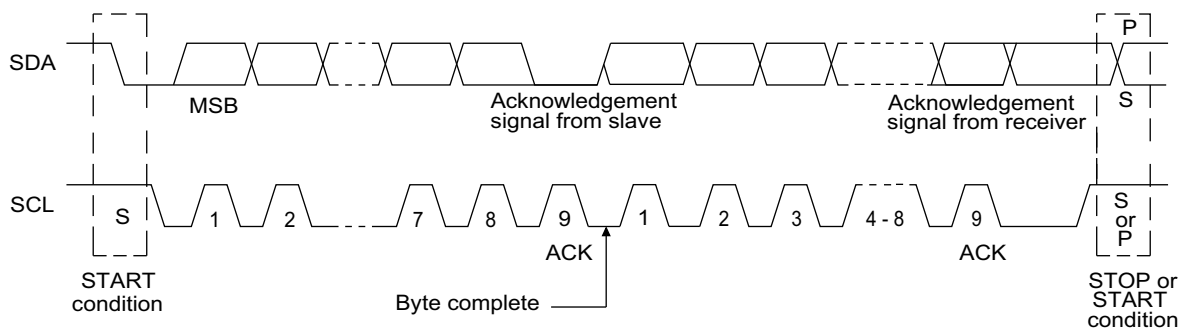 P
SDA
MSB
Acknowledgement
signal from slave
Acknowledgement
signal from receiver
S
SCL
S
1
2
7
8
9
1
2
3
4 - 8
9
S
or
P
ACK
ACK
START
condition
Byte complete
STOP or
START
condition